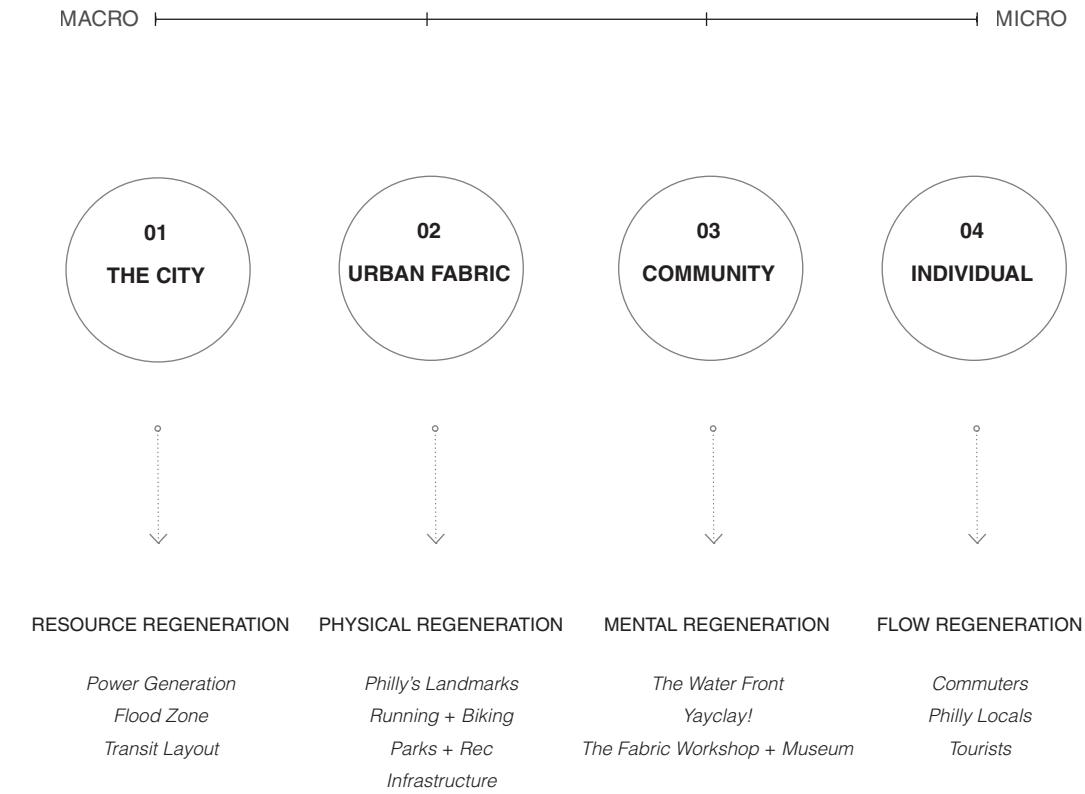 MACRO MICRO
01
THE CITY
02
URBAN FABRIC
03
COMMUNITY
04
INDIVIDUAL
RESOURCE REGENERATION
Power Generation
Flood Zone
Transit Layout
PHYSICAL REGENERATION
Philly's Landmarks
Running + Biking
Parks + Rec
Infrastructure
MENTAL REGENERATION
The Water Front
Yayclay!
The Fabric Workshop + Museum
FLOW REGENERATION
Commuters
Philly Locals
Tourists